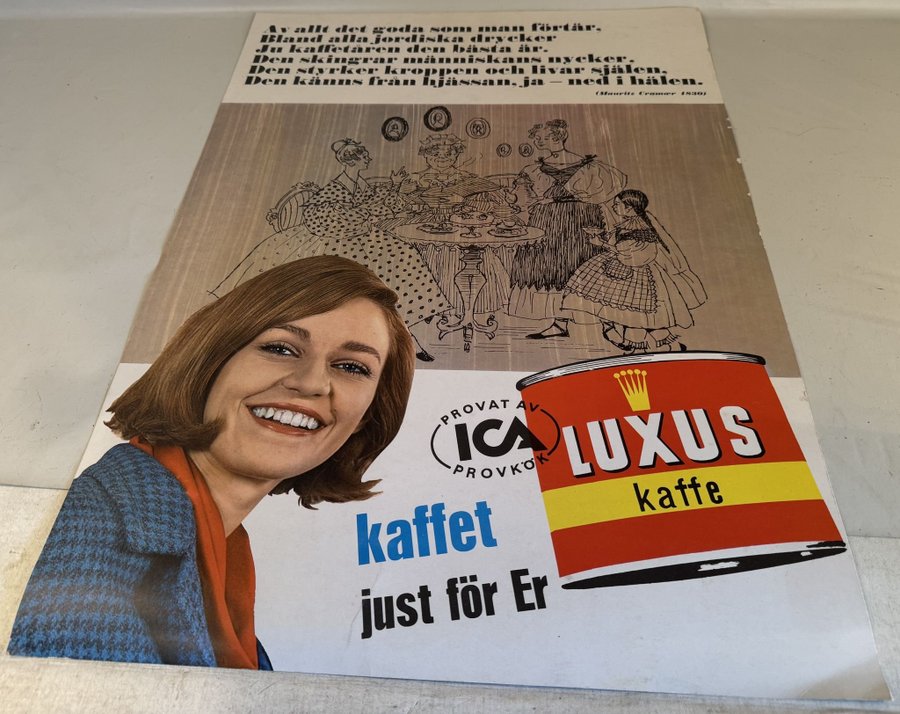 Av allt det goda som man förtär,
Bland alla jordiska drycker
Ju kaffetåren den bästa är.
Den skingrar människans nycker,
Den styrker kroppen och livar själen,
Den känns från hjässan, ja – ned i hälen.
(Mauritz Cramær 1830)
PROVAT AV
ICA
PROVKÖK
LUXUS
kaffe
kaffet
just för Er